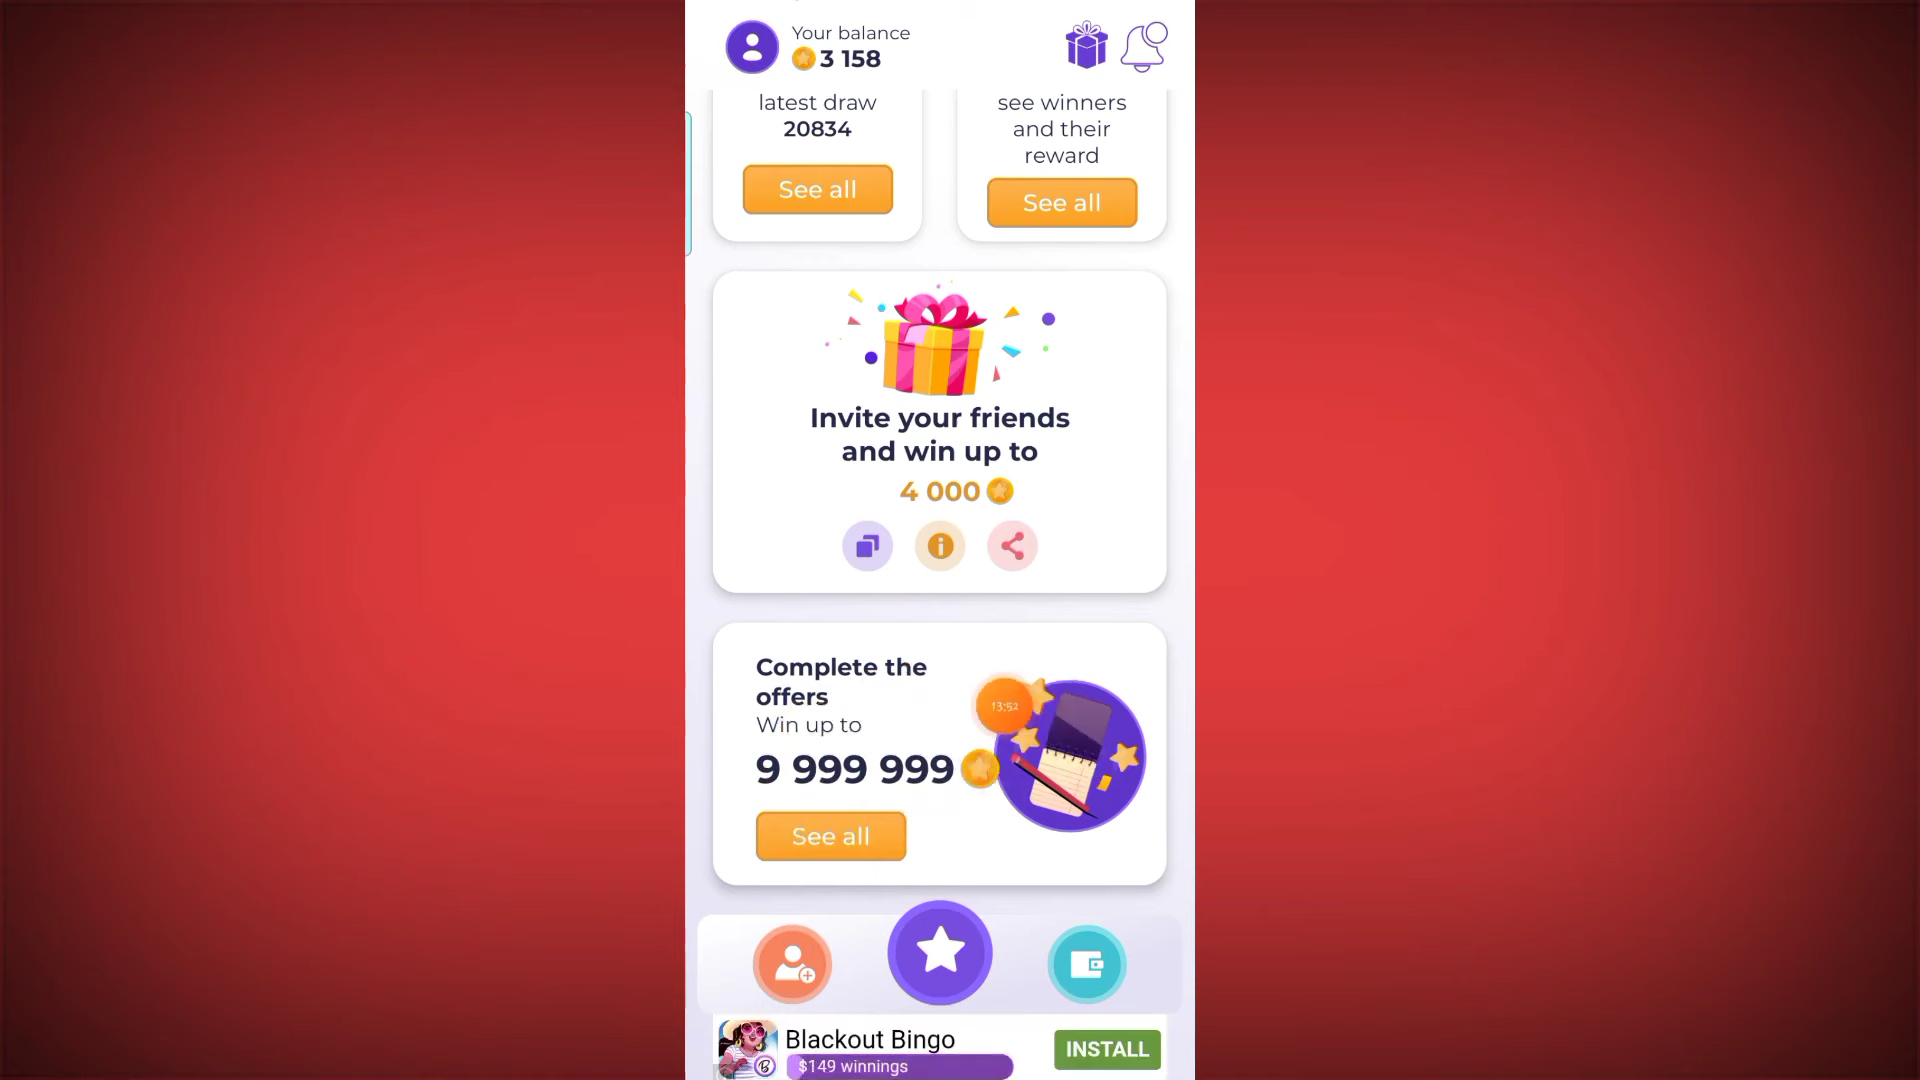 Your balance
3 158
latest draw
20834
See all
see winners
and their
reward
See all
Invite your friends
and win up to
4 000
Complete the
offers
Win up to
9 999 999
13:52
See all
Blackout Bingo
$149 winnings
INSTALL